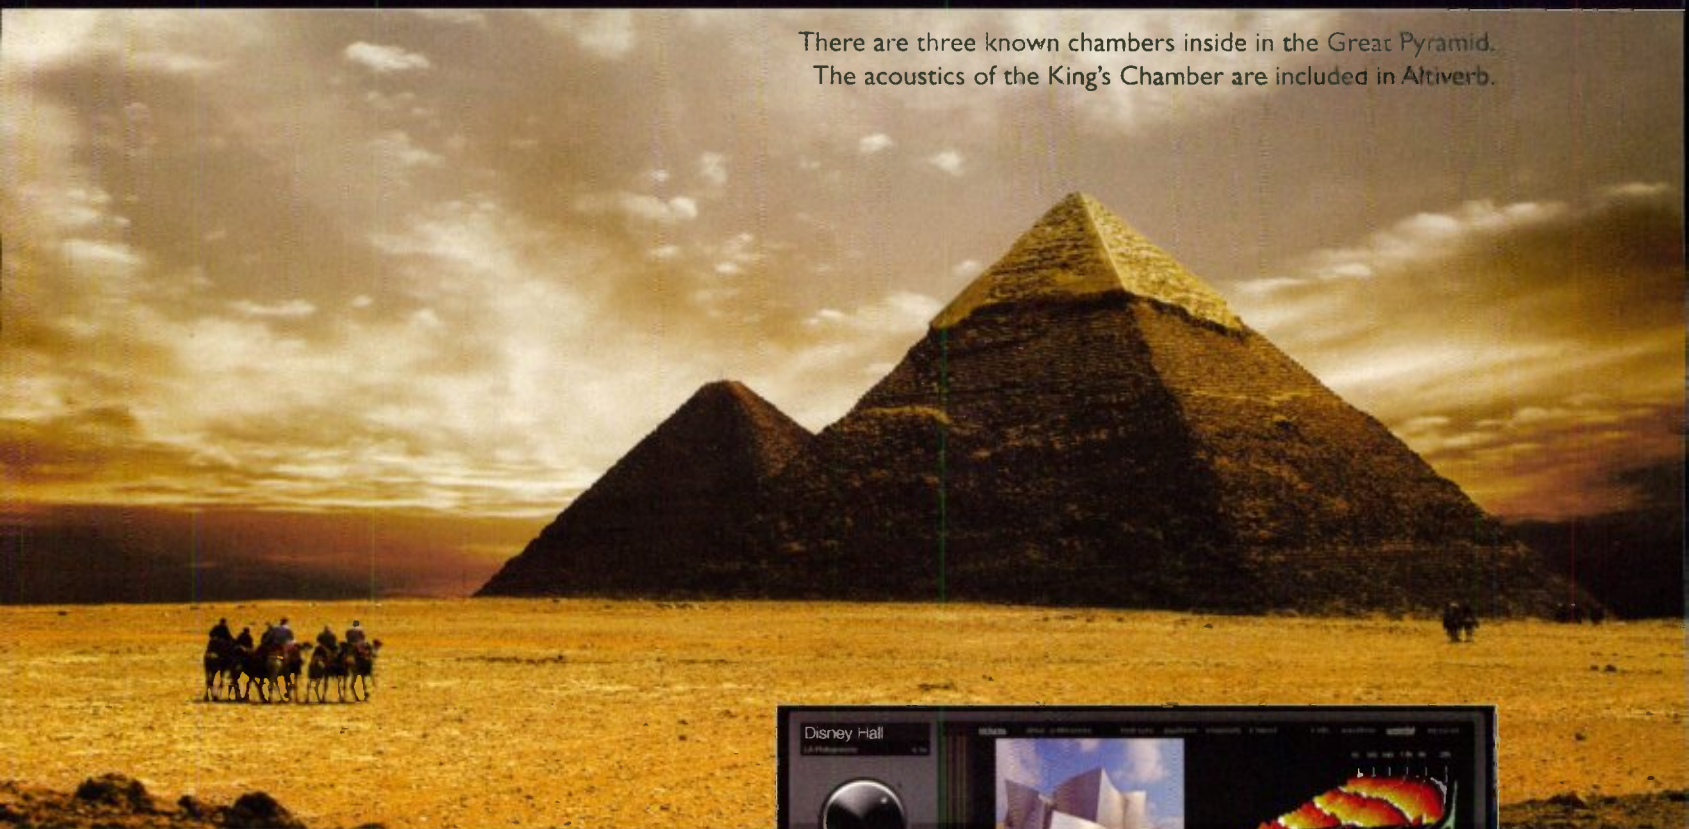 There are three known chambers inside in the Great Pyramid.
The acoustics of the King's Chamber are included in Altiverb.
Disney Hall